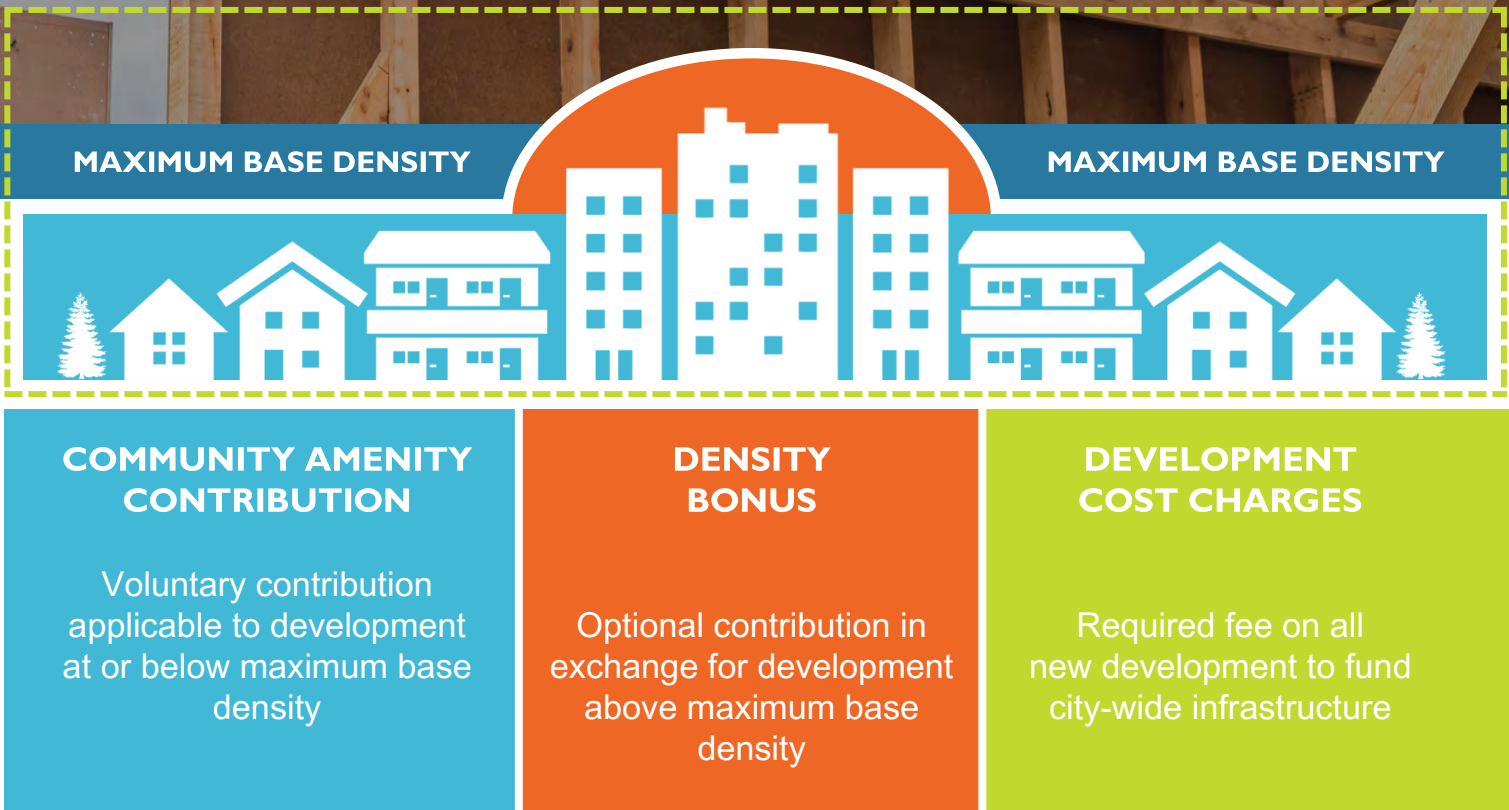 MAXIMUM BASE DENSITY
MAXIMUM BASE DENSITY
COMMUNITY AMENITY
CONTRIBUTION
Voluntary contribution
applicable to development
at or below maximum base
density
DENSITY
BONUS
Optional contribution in
exchange for development
above maximum base
density
DEVELOPMENT
COST CHARGES
Required fee on all
new development to fund
city-wide infrastructure